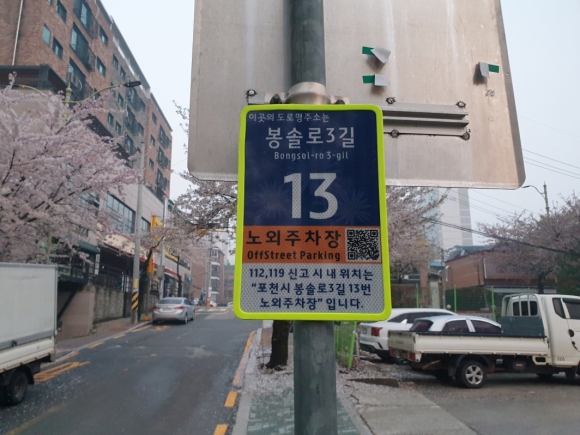 이곳의 도로명주소는
봉솔로3길
Bongsol-ro 3-gil
13
노외주차장
OffStreet Parking
112,119 신고 시 내 위치는
"포천시 봉솔로3길 13번
노외주차장" 입니다.